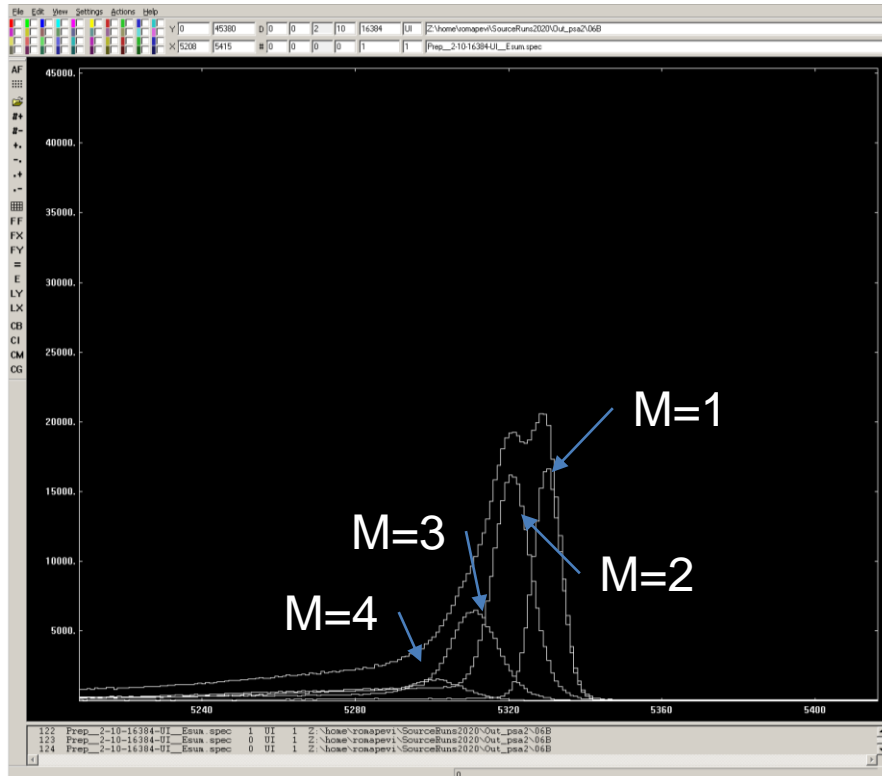 File Edit View Settings Actions Help
Y 0 45380 D 0 0 2 10 16384 UI Z:\home\romapevi\SourceRuns2020\Out_psa2\06B
X 5208 5415 # 0 0 0 0 1 1 Prep__2-10-16384-UI__Esum.spec
AF
#+
#-
+.
-.
.+
.-
FF
FX
FY
=
E
LY
LX
CB
CI
CM
CG
45000.
40000.
35000.
30000.
25000.
20000.
15000.
10000.
5000.
M=1
M=3
M=2
M=4
5240 5280 5320 5360 5400
122 Prep__2-10-16384-UI__Esum.spec 1 UI 1 Z:\home\romapevi\SourceRuns2020\Out_psa2\06B
123 Prep__2-10-16384-UI__Esum.spec 0 UI 1 Z:\home\romapevi\SourceRuns2020\Out_psa2\06B
124 Prep__2-10-16384-UI__Esum.spec 0 UI 1 Z:\home\romapevi\SourceRuns2020\Out_psa2\06B
0